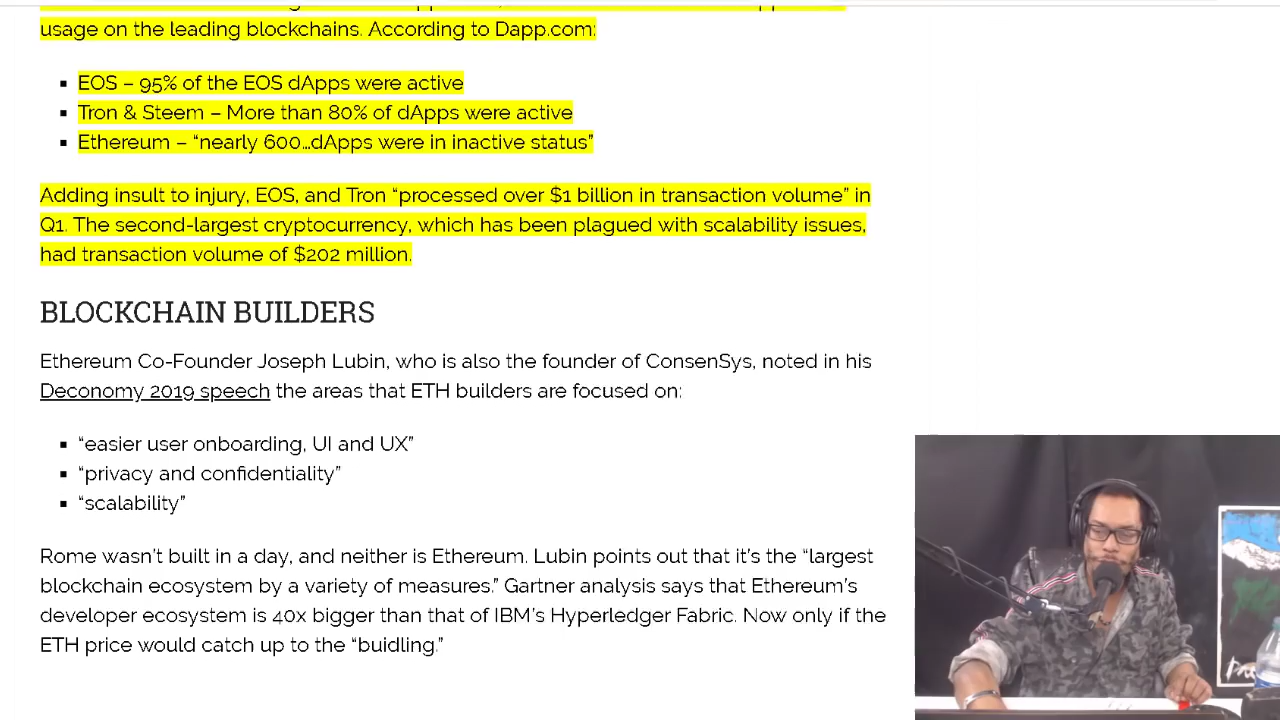 usage on the leading blockchains. According to Dapp.com:
▪ EOS – 95% of the EOS dApps were active
▪ Tron & Steem – More than 80% of dApps were active
▪ Ethereum – “nearly 600…dApps were in inactive status”
Adding insult to injury, EOS, and Tron “processed over $1 billion in transaction volume” in
Q1. The second-largest cryptocurrency, which has been plagued with scalability issues,
had transaction volume of $202 million.
BLOCKCHAIN BUILDERS
Ethereum Co-Founder Joseph Lubin, who is also the founder of ConsenSys, noted in his
Deconomy 2019 speech the areas that ETH builders are focused on:
▪ “easier user onboarding, UI and UX”
▪ “privacy and confidentiality”
▪ “scalability”
Rome wasn’t built in a day, and neither is Ethereum. Lubin points out that it’s the “largest
blockchain ecosystem by a variety of measures.” Gartner analysis says that Ethereum’s
developer ecosystem is 40x bigger than that of IBM’s Hyperledger Fabric. Now only if the
ETH price would catch up to the “buidling.”